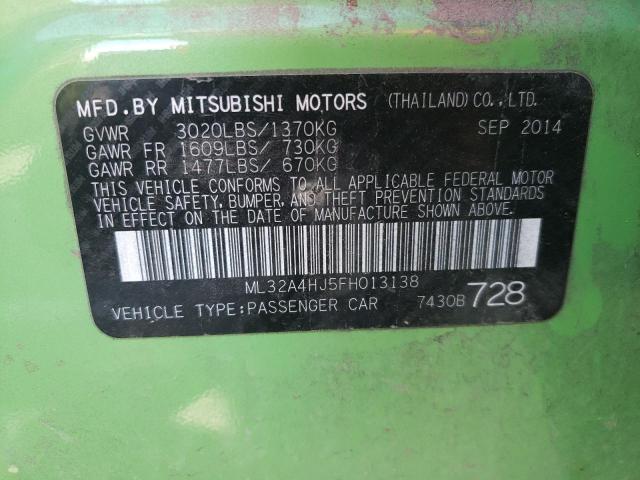 MFD.BY MITSUBISHI MOTORS (THAILAND) CO., LTD.
GVWR 3020LBS/1370KG SEP 2014
GAWR FR 1609LBS/ 730KG
GAWR RR 1477LBS/ 670KG
THIS VEHICLE CONFORMS TO ALL APPLICABLE FEDERAL MOTOR
VEHICLE SAFETY, BUMPER, AND THEFT PREVENTION STANDARDS
IN EFFECT ON THE DATE OF MANUFACTURE SHOWN ABOVE.
ML32A4HJ5FH013138
VEHICLE TYPE:PASSENGER CAR 7430B 728